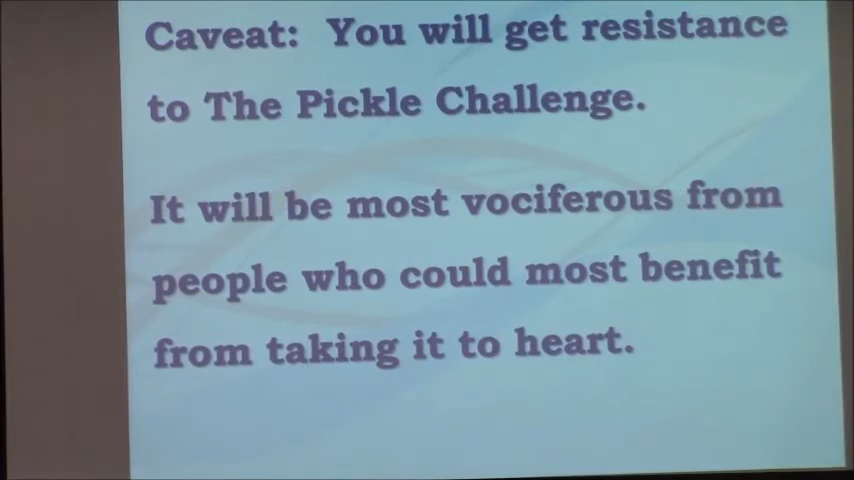 Caveat: You will get resistance
to The Pickle Challenge.
It will be most vociferous from
people who could most benefit
from taking it to heart.